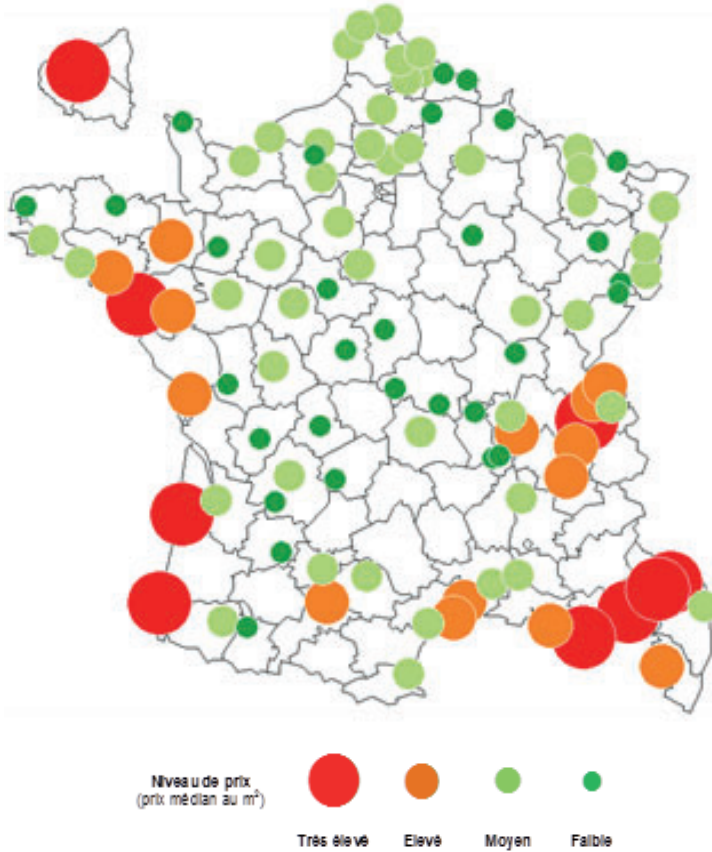 Niveau de prix
(prix médian au m²)
Très élevé
Elevé
Moyen
Faible